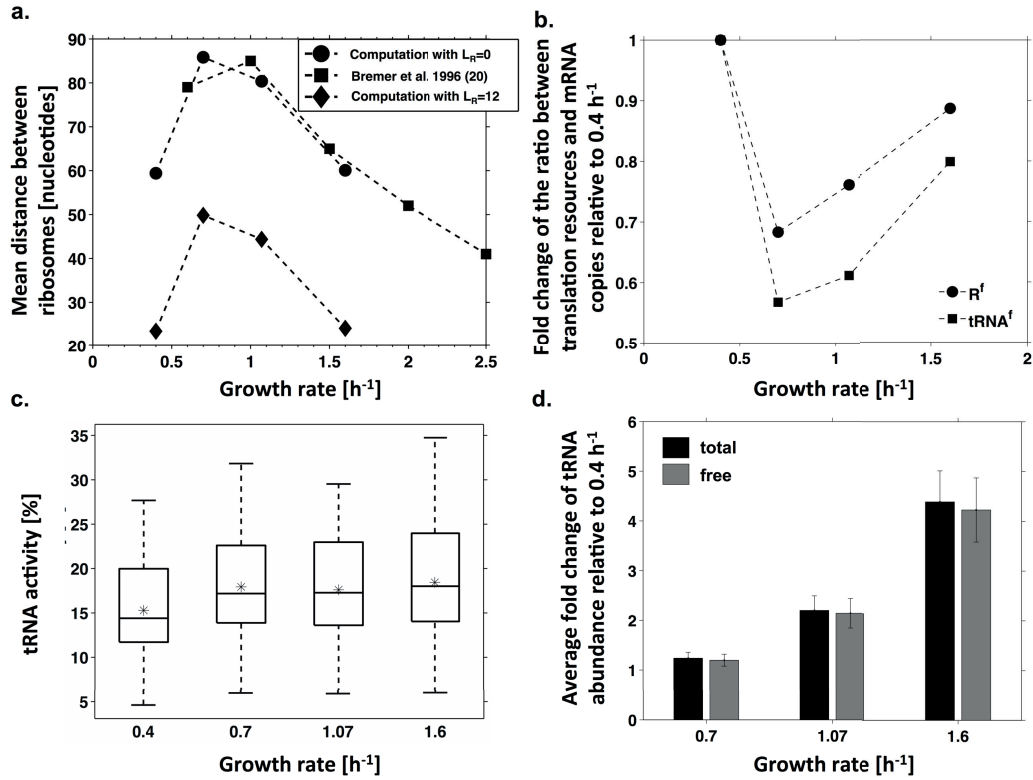 a.
Mean distance between
ribosomes [nucleotides]
90
80
70
60
50
40
30
20
0
0.5
1
1.5
2
2.5
Growth rate [h-1]
Computation with LR=0
Bremer et al. 1996 (20)
Computation with LR=12
b.
Fold change of the ratio between
translation resources and mRNA
copies relative to 0.4 h-1
1
0.9
0.8
0.7
0.6
0.5
0
0.5
1
1.5
2
Growth rate [h-1]
Rf
tRNAf
c.
tRNA activity [%]
35
30
25
20
15
10
5
0.4
0.7
1.07
1.6
Growth rate [h-1]
d.
Average fold change of tRNA
abundance relative to 0.4 h-1
6
5
4
3
2
1
0
total
free
0.7
1.07
1.6
Growth rate [h-1]